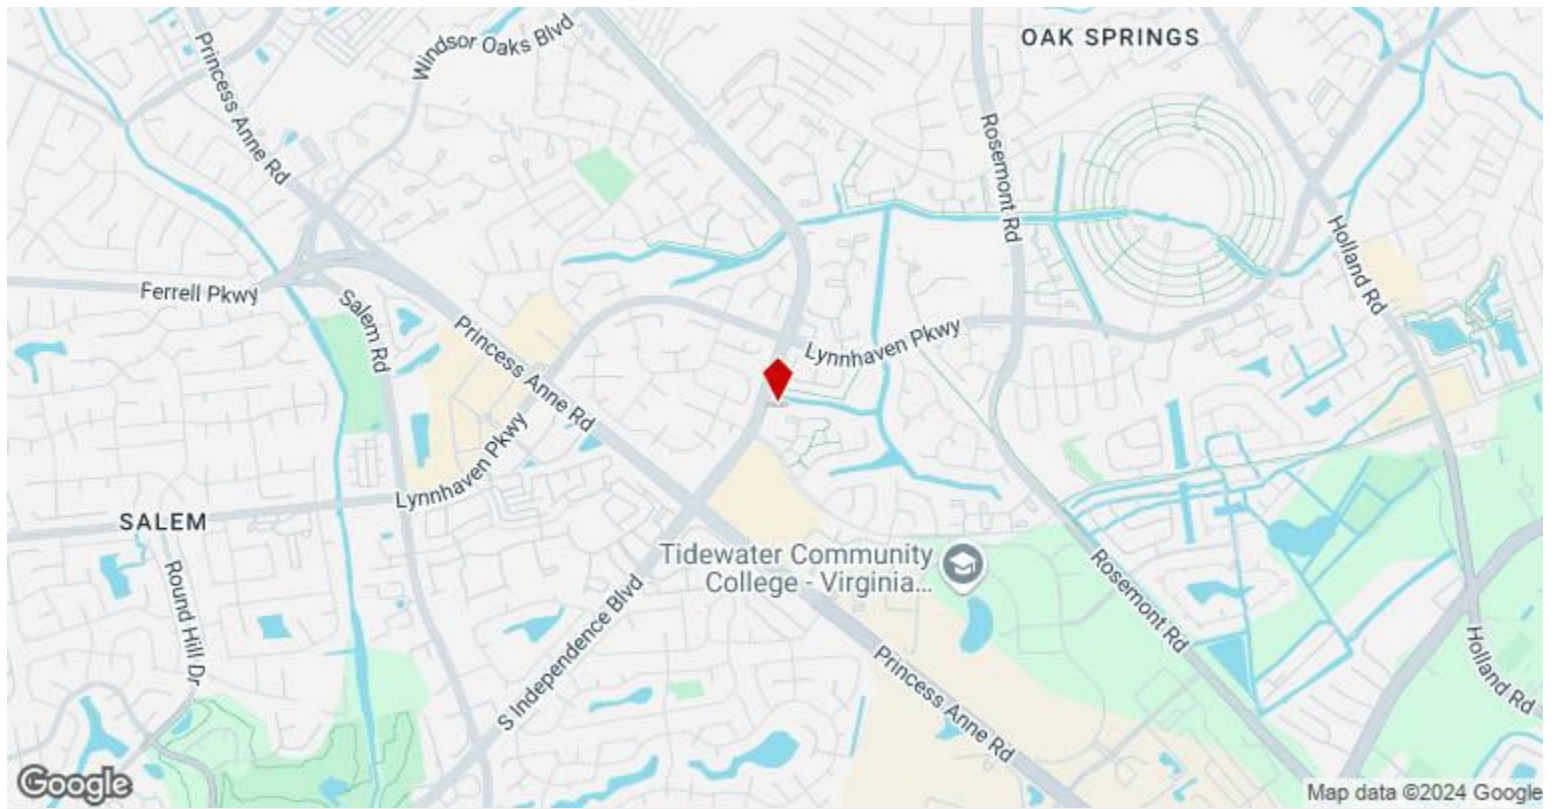 OAK SPRINGS
Windsor Oaks Blvd
Princess Anne Rd
Rosemont Rd
Holland Rd
Ferrell Pkwy
Salem Rd
Princess Anne Rd
Lynnhaven Pkwy
Lynnhaven Pkwy
SALEM
Tidewater Community
College - Virginia...
Round Hill Dr
S Independence Blvd
Rosemont Rd
Princess Anne Rd
Holland Rd
Google
Map data ©2024 Google